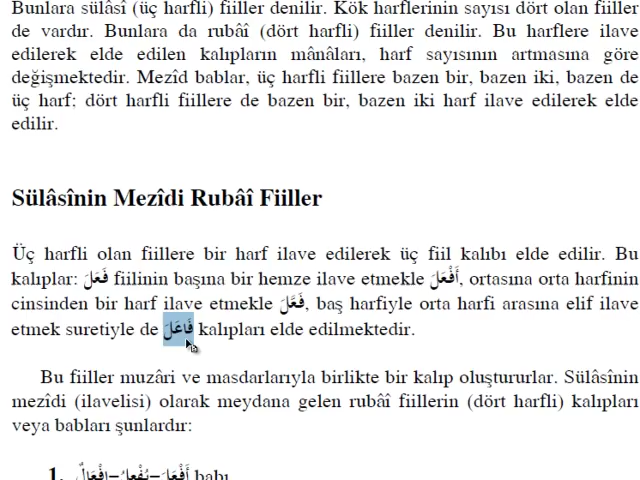 Bunlara sülâsî (üç harfli) fiiller denilir. Kök harflerinin sayısı dört olan fiiller
de vardır. Bunlara da rubâî (dört harfli) fiiller denilir. Bu harflere ilave
edilerek elde edilen kalıpların mânâları, harf sayısının artmasına göre
değişmektedir. Mezîd bablar, üç harfli fiillere bazen bir, bazen iki, bazen de
üç harf; dört harfli fiillere de bazen bir, bazen iki harf ilave edilerek elde
edilir.
Sülâsînin Mezîdi Rubâî Fiiller
Üç harfli olan fiillere bir harf ilave edilerek üç fiil kalıbı elde edilir. Bu
kalıplar: فَعَلَ fiilinin başına bir hemze ilave etmekle أَفْعَلَ, ortasına orta harfinin
cinsinden bir harf ilave etmekle فَعَّلَ, baş harfiyle orta harfi arasına elif ilave
etmek suretiyle de فَاعَلَ kalıpları elde edilmektedir.
Bu fiiller muzâri ve masdarlarıyla birlikte bir kalıp oluştururlar. Sülâsînin
mezîdi (ilavelisi) olarak meydana gelen rubâî fiillerin (dört harfli) kalıpları
veya babları şunlardır:
1. أَفْعَلَ–يُفْعِلُ–إِفْعَالٌ babı